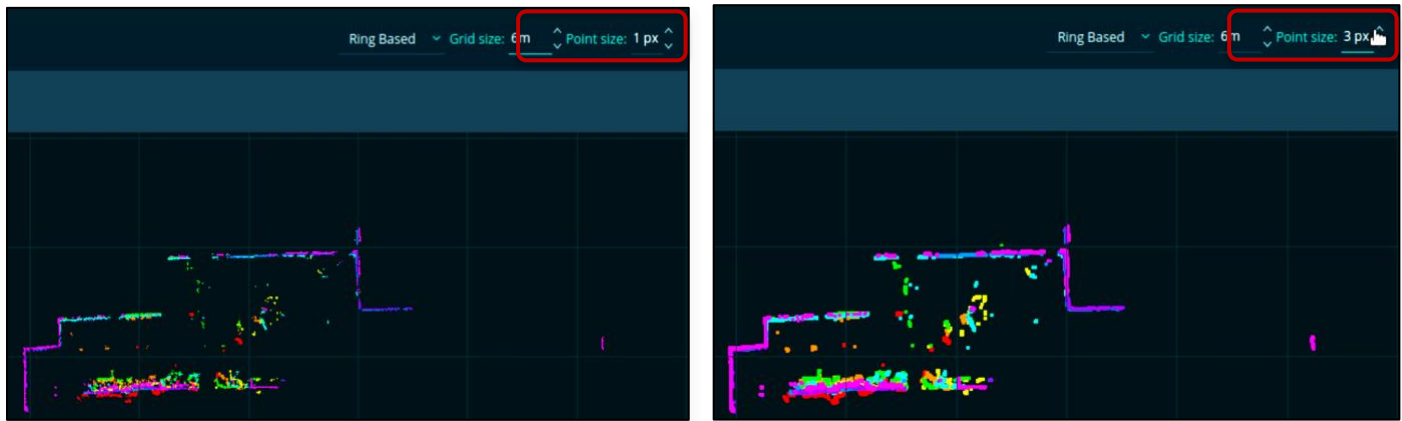 Ring Based Grid size: 6m Point size: 1 px
Ring Based Grid size: 6m Point size: 3 px